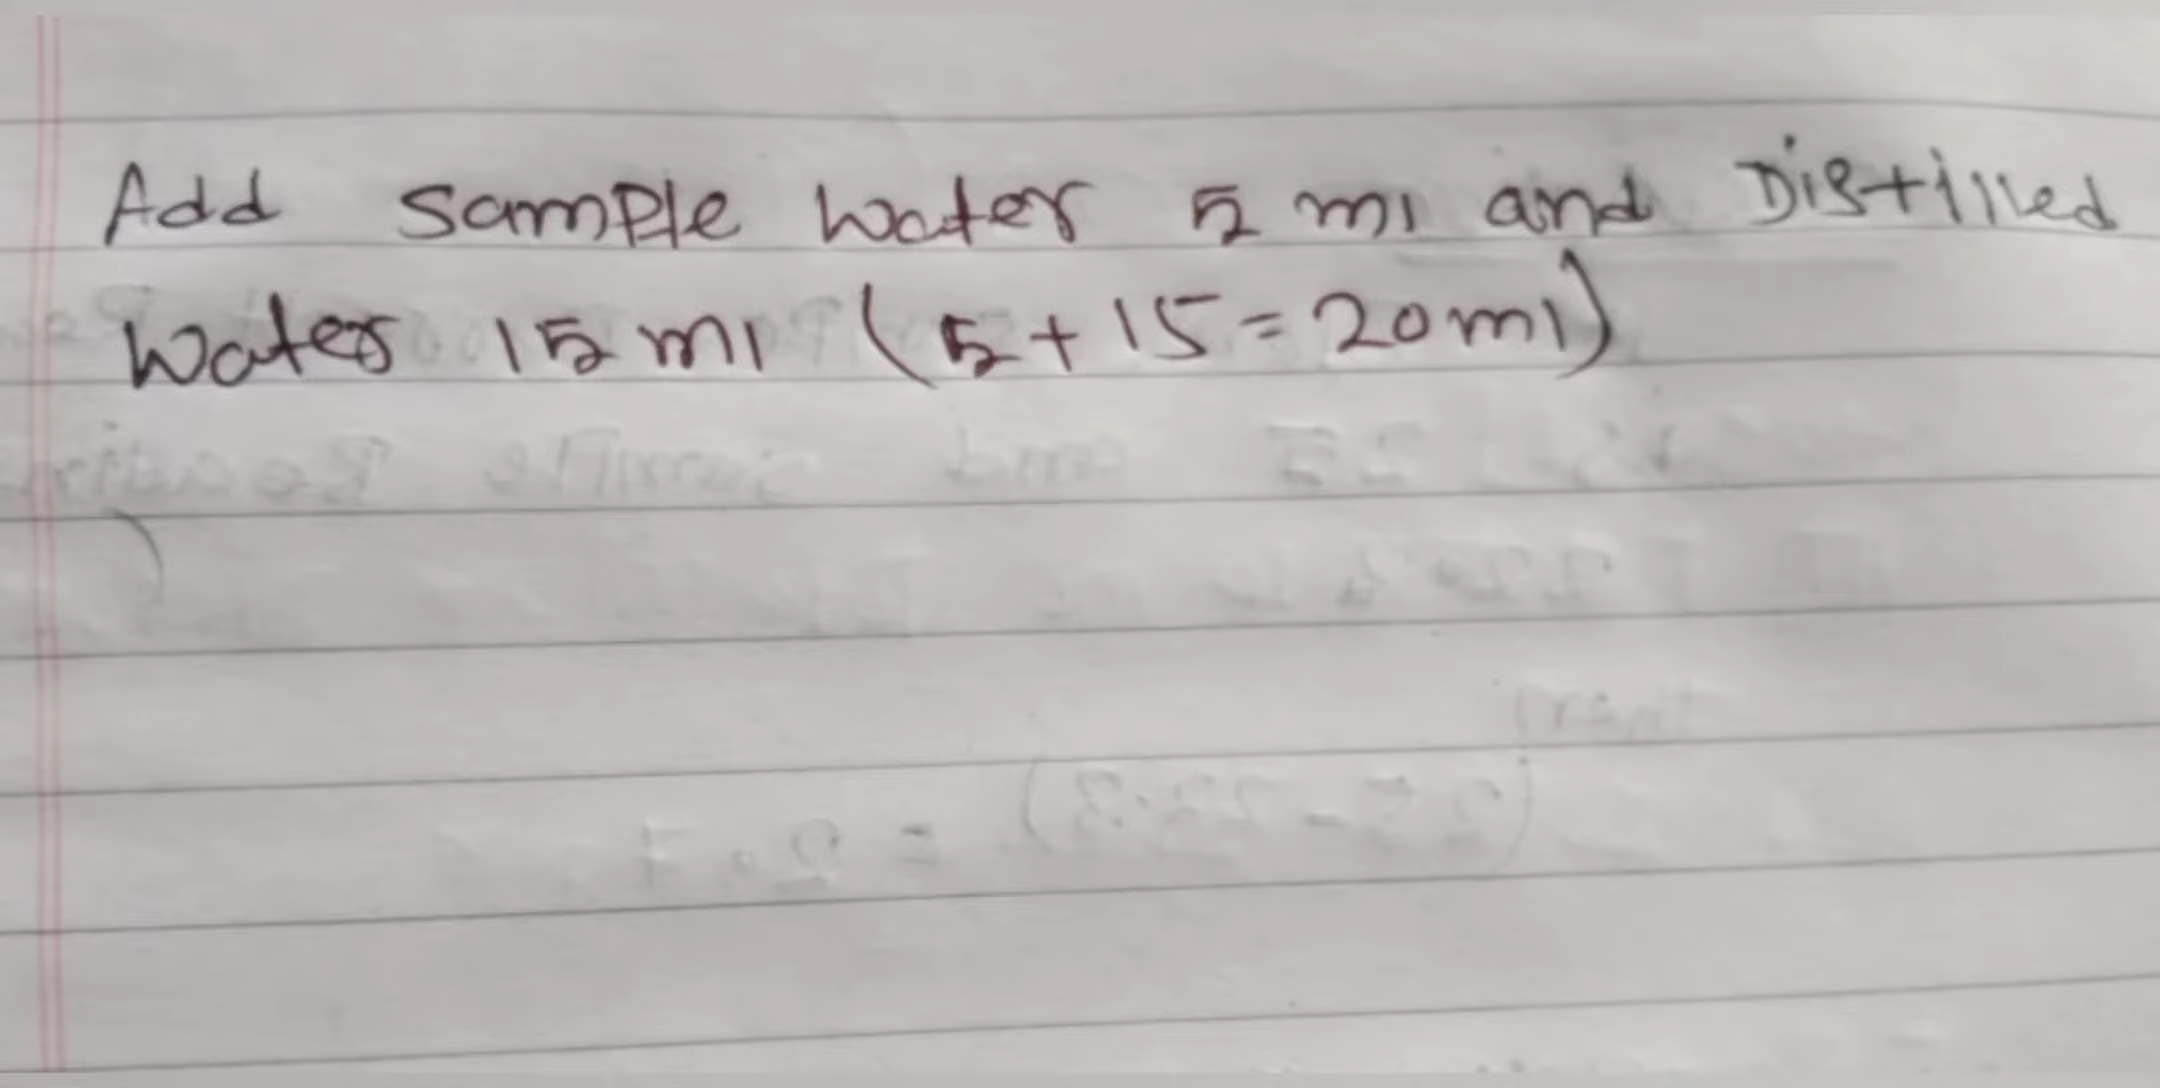 Add sample water 5 ml and Distilled
water 15 ml (5+15=20ml)